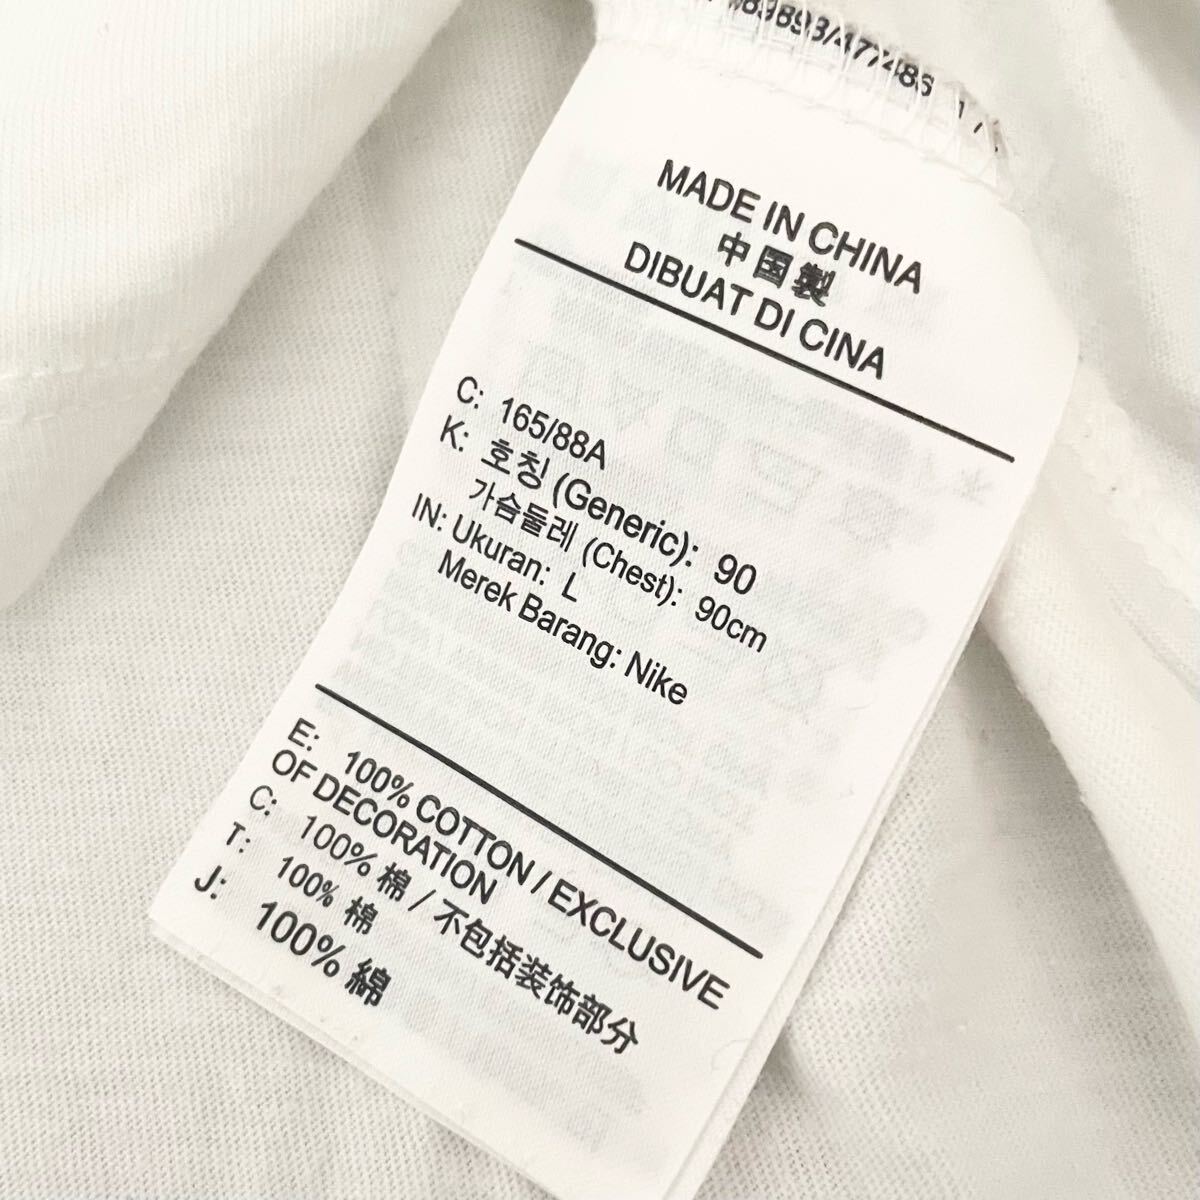 MADE IN CHINA
中国製
DIBUAT DI CINA
C: 165/88A
K: 호칭 (Generic): 90
가슴둘레 (Chest): 90cm
IN: Ukuran: L
Merek Barang: Nike
E: 100% COTTON / EXCLUSIVE
OF DECORATION
C: 100% 棉 / 不包括装饰部分
T: 100% 棉
J: 100% 綿